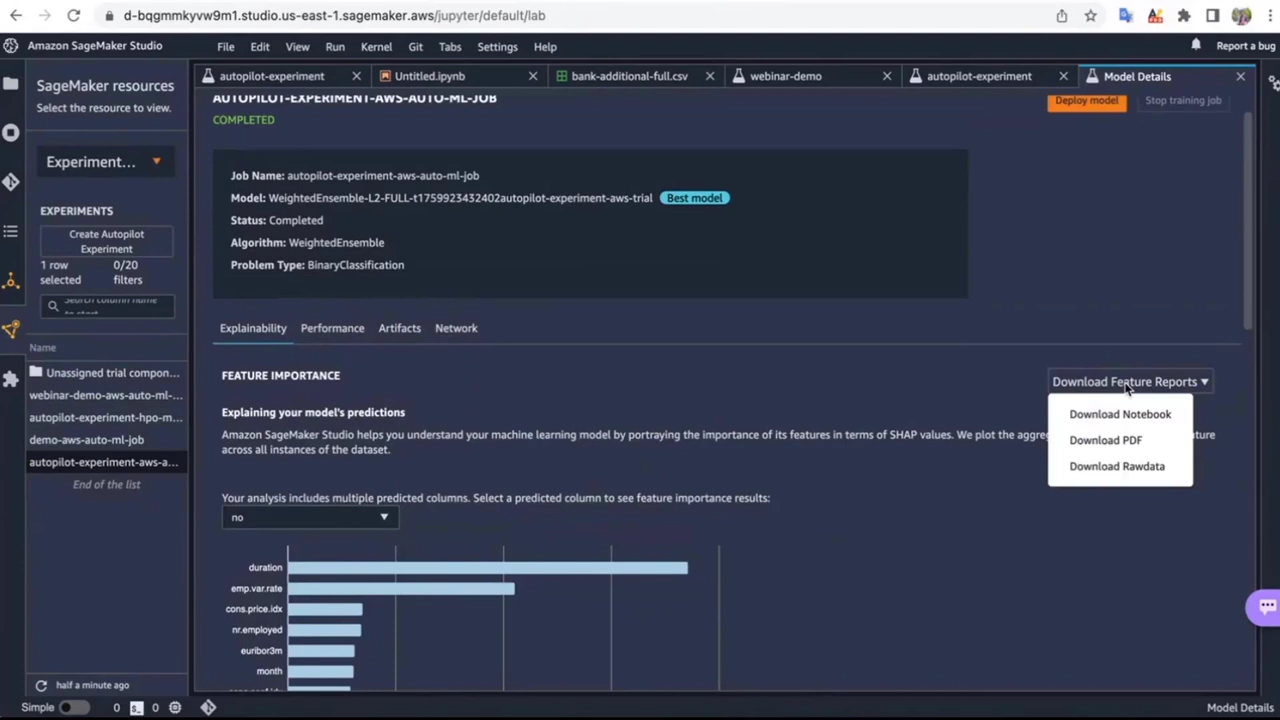 d-bqgmmkyvw9m1.studio.us-east-1.sagemaker.aws/jupyter/default/lab
Amazon SageMaker Studio
File Edit View Run Kernel Git Tabs Settings Help
Report a bug
SageMaker resources
Select the resource to view.
Experiment...
EXPERIMENTS
Create Autopilot
Experiment
1 row
selected
0/20
filters
Search column name
to start
Name
Unassigned trial compon...
webinar-demo-aws-auto-ml-...
autopilot-experiment-hpo-m...
demo-aws-auto-ml-job
autopilot-experiment-aws-a...
End of the list
half a minute ago
autopilot-experiment
Untitled.ipynb
bank-additional-full.csv
webinar-demo
autopilot-experiment
Model Details
AUTOPILOT-EXPERIMENT-AWS-AUTO-ML-JOB
COMPLETED
Deploy model
Stop training job
Job Name: autopilot-experiment-aws-auto-ml-job
Model: WeightedEnsemble-L2-FULL-t1759923432402autopilot-experiment-aws-trial Best model
Status: Completed
Algorithm: WeightedEnsemble
Problem Type: BinaryClassification
Explainability Performance Artifacts Network
FEATURE IMPORTANCE
Download Feature Reports
Download Notebook
Download PDF
Download Rawdata
Explaining your model's predictions
Amazon SageMaker Studio helps you understand your machine learning model by portraying the importance of its features in terms of SHAP values. We plot the aggre ature
across all instances of the dataset.
Your analysis includes multiple predicted columns. Select a predicted column to see feature importance results:
no
duration
emp.var.rate
cons.price.idx
nr.employed
euribor3m
month
Simple 0 0
Model Details